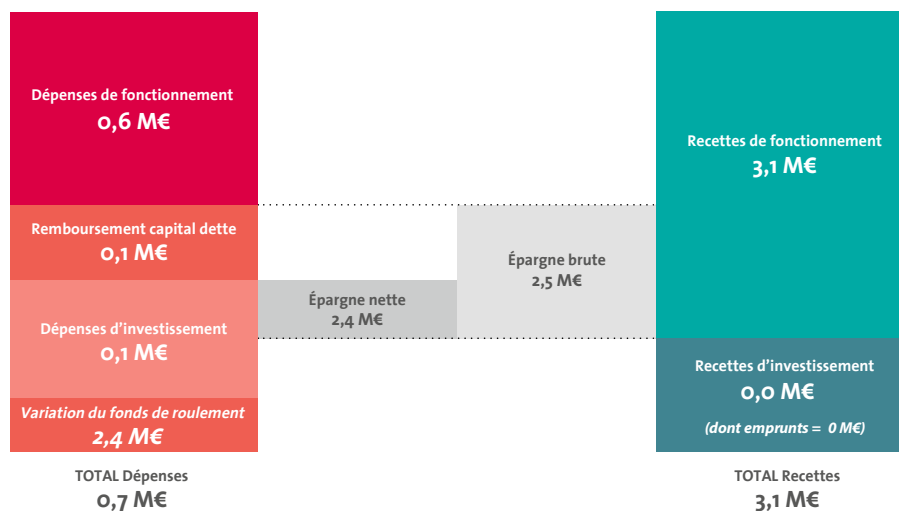 Dépenses de fonctionnement
0,6 M€
Remboursement capital dette
0,1 M€
Dépenses d'investissement
0,1 M€
Variation du fonds de roulement
2,4 M€
TOTAL Dépenses
0,7 M€
Épargne nette
2,4 M€
Épargne brute
2,5 M€
Recettes de fonctionnement
3,1 M€
Recettes d'investissement
0,0 M€
(dont emprunts = 0 M€)
TOTAL Recettes
3,1 M€